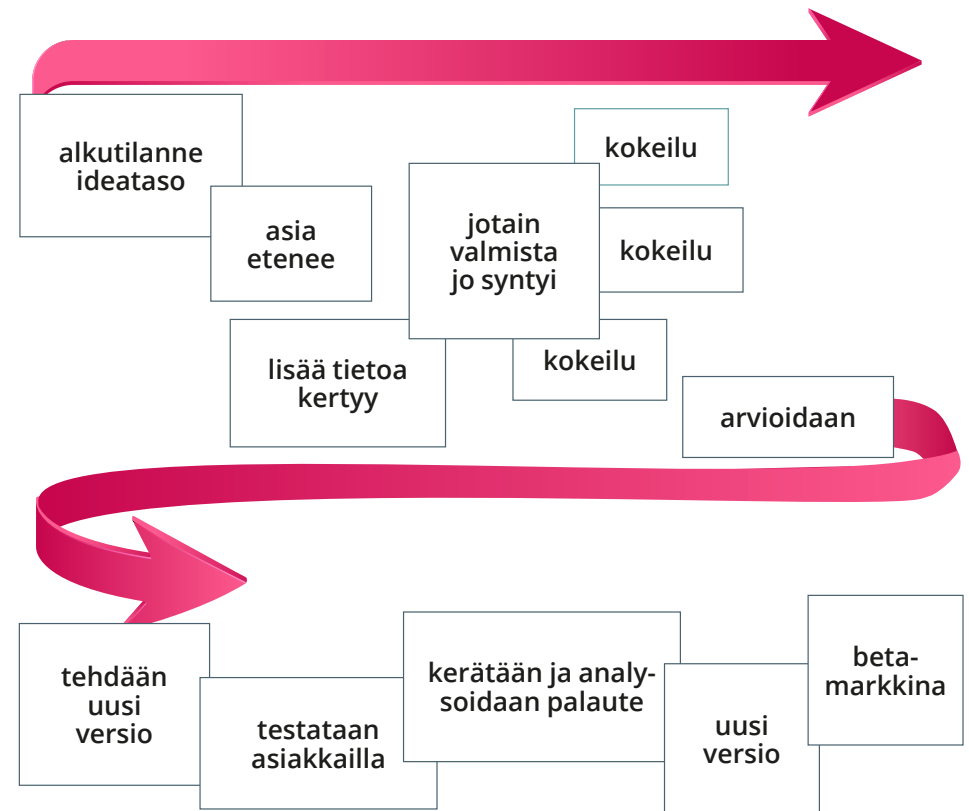 alkutilanne
ideataso
asia
etenee
lisää tietoa
kertyy
jotain
valmista
jo syntyi
kokeilu
kokeilu
kokeilu
arvioidaan
tehdään
uusi
versio
testataan
asiakkailla
kerätään ja analy-
soidaan palaute
uusi
versio
beta-
markkina